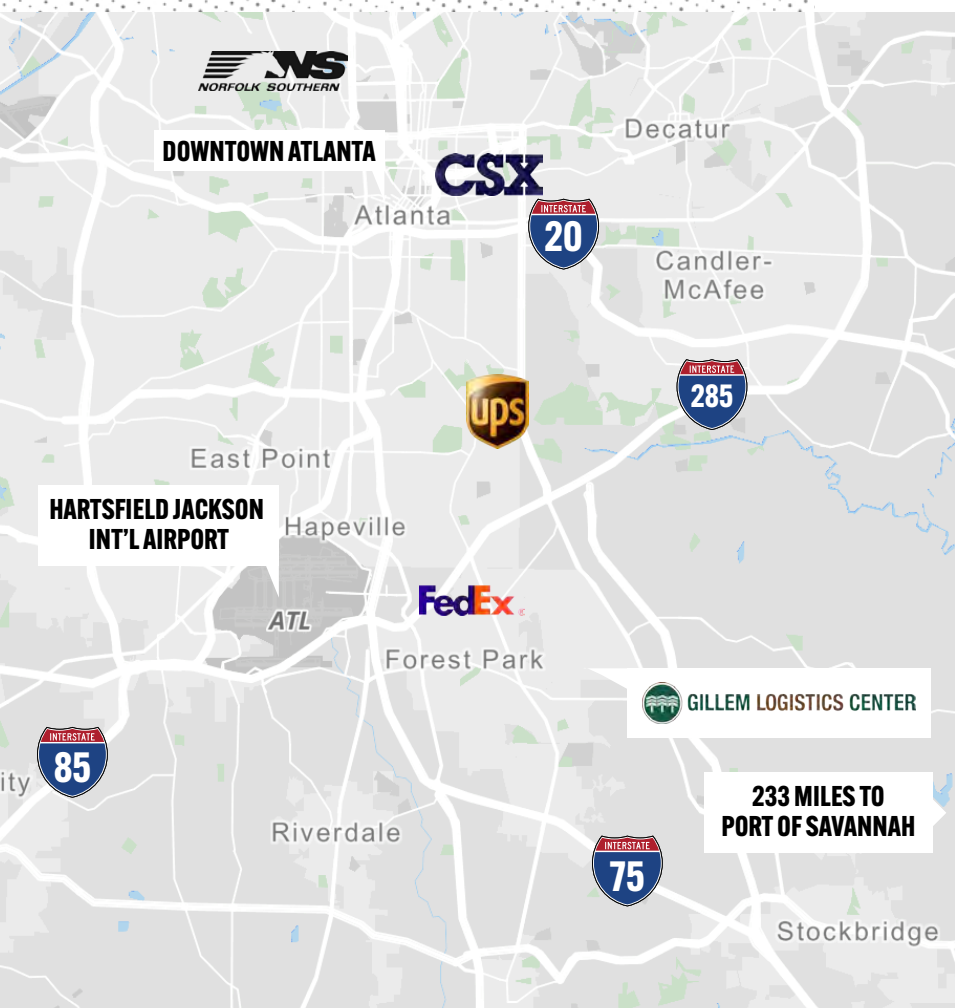 NS
NORFOLK SOUTHERN
Decatur
DOWNTOWN ATLANTA
CSX
Atlanta
INTERSTATE
20
Candler-
McAfee
INTERSTATE
285
ups
East Point
HARTSFIELD JACKSON
INT'L AIRPORT
Hapeville
FedEx ®
ATL
Forest Park
GILLEM LOGISTICS CENTER
INTERSTATE
85
ity
233 MILES TO
PORT OF SAVANNAH
Riverdale
INTERSTATE
75
Stockbridge